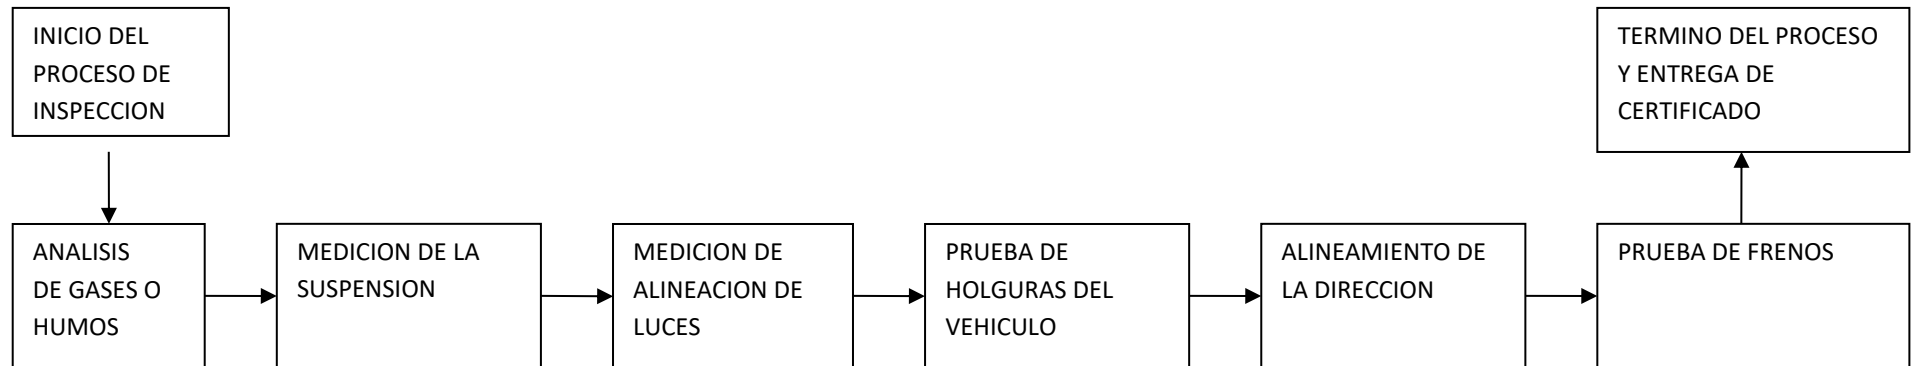 INICIO DEL
PROCESO DE
INSPECCION
TERMINO DEL PROCESO
Y ENTREGA DE
CERTIFICADO
ANALISIS
DE GASES O
HUMOS
MEDICION DE LA
SUSPENSION
MEDICION DE
ALINEACION DE
LUCES
PRUEBA DE
HOLGURAS DEL
VEHICULO
ALINEAMIENTO DE
LA DIRECCION
PRUEBA DE FRENOS